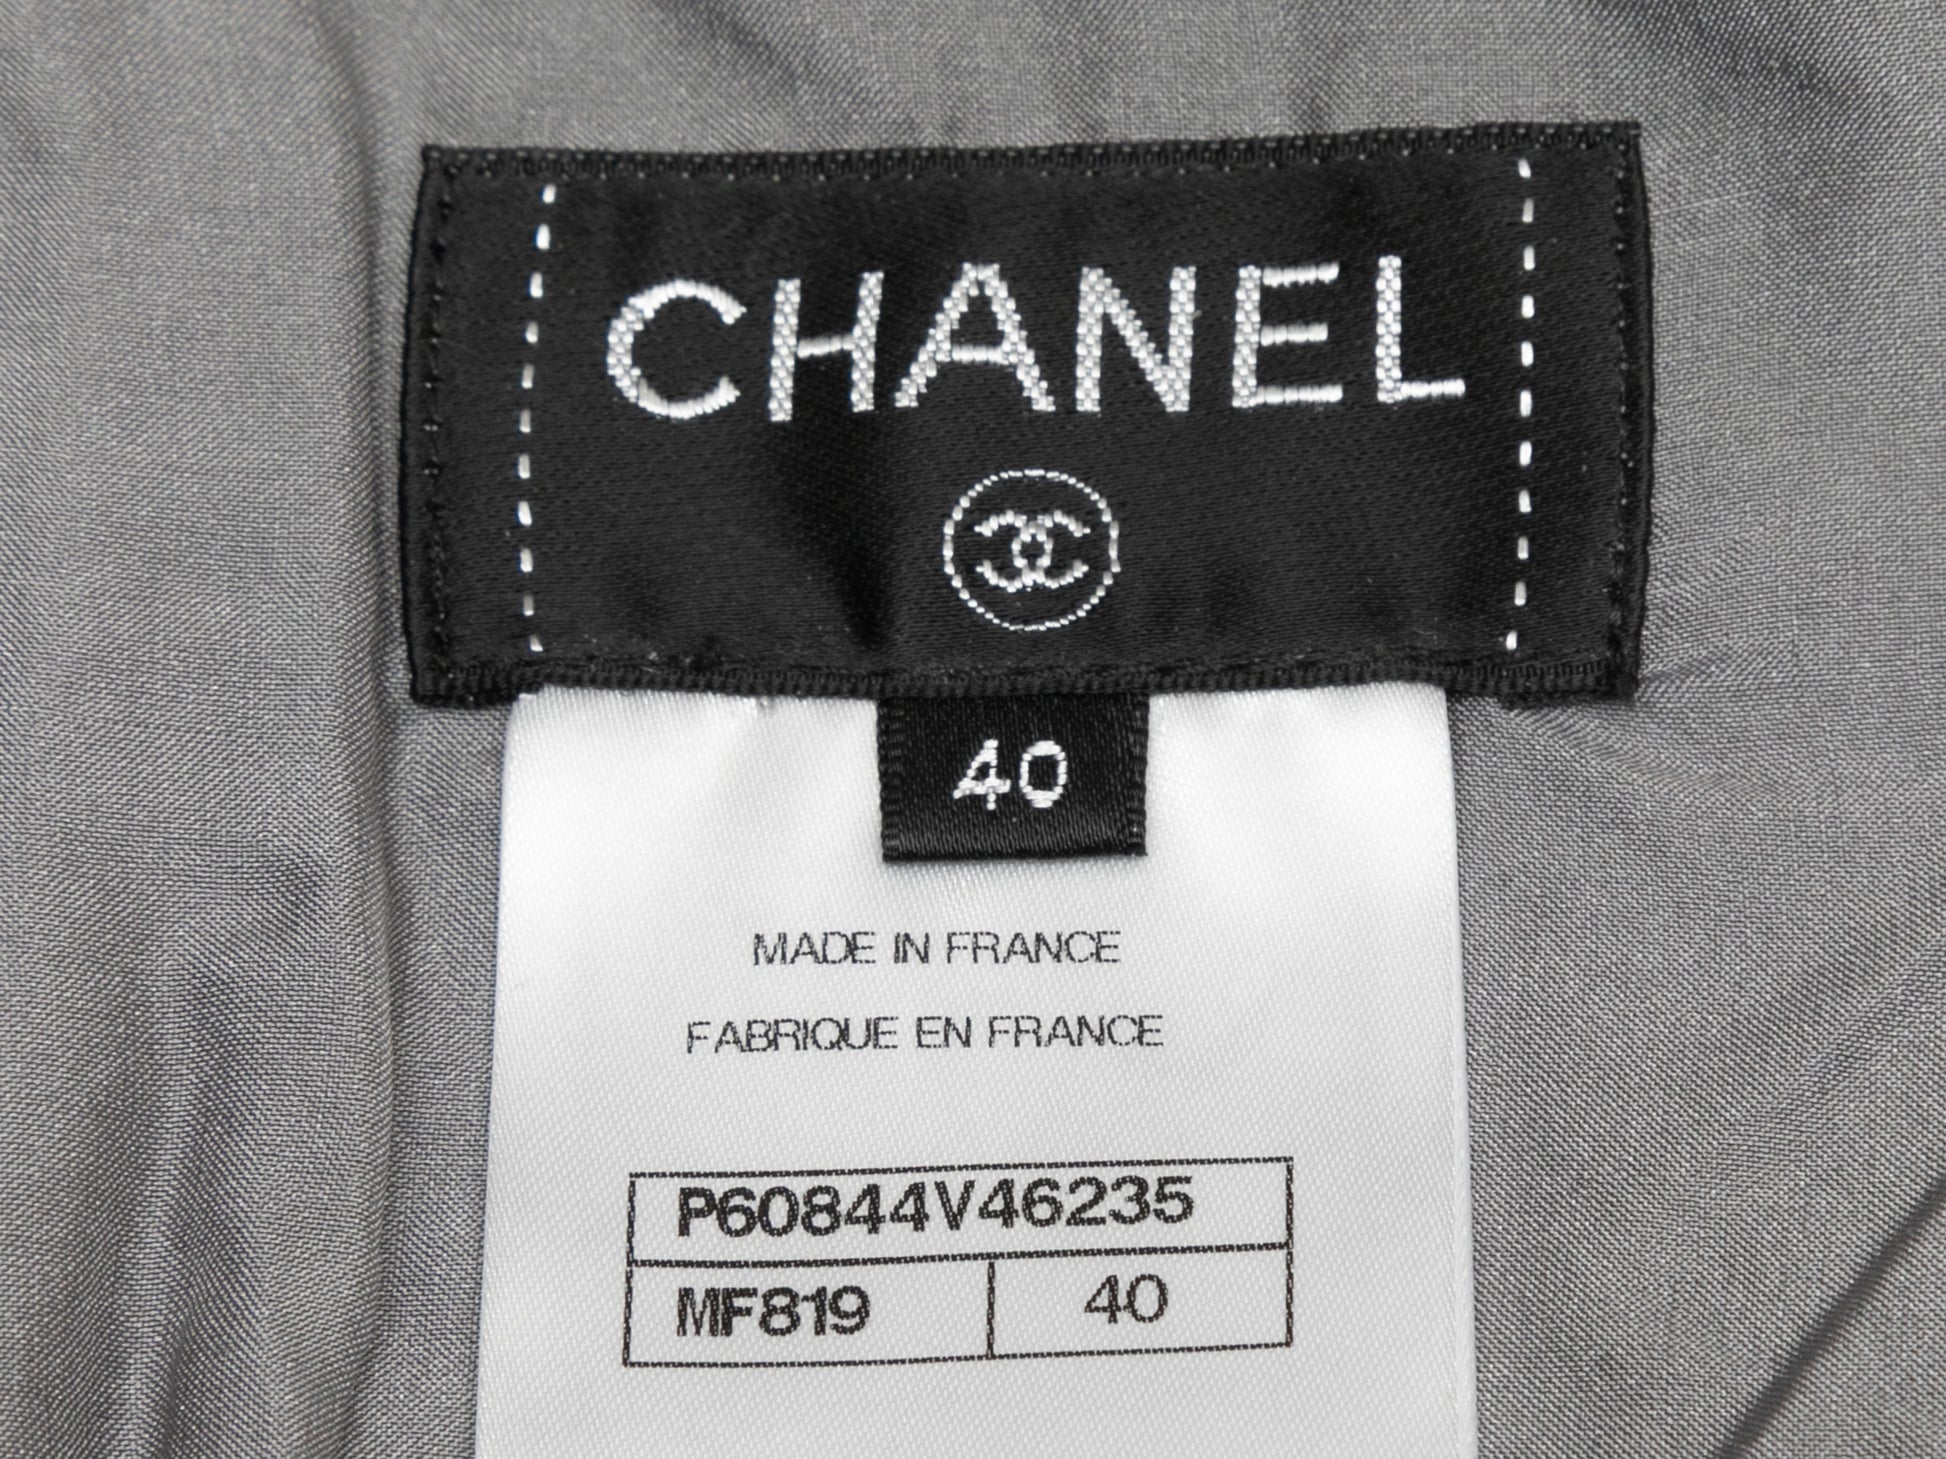 CHANEL
40
MADE IN FRANCE
FABRIQUE EN FRANCE
P60844V46235
MF819 40